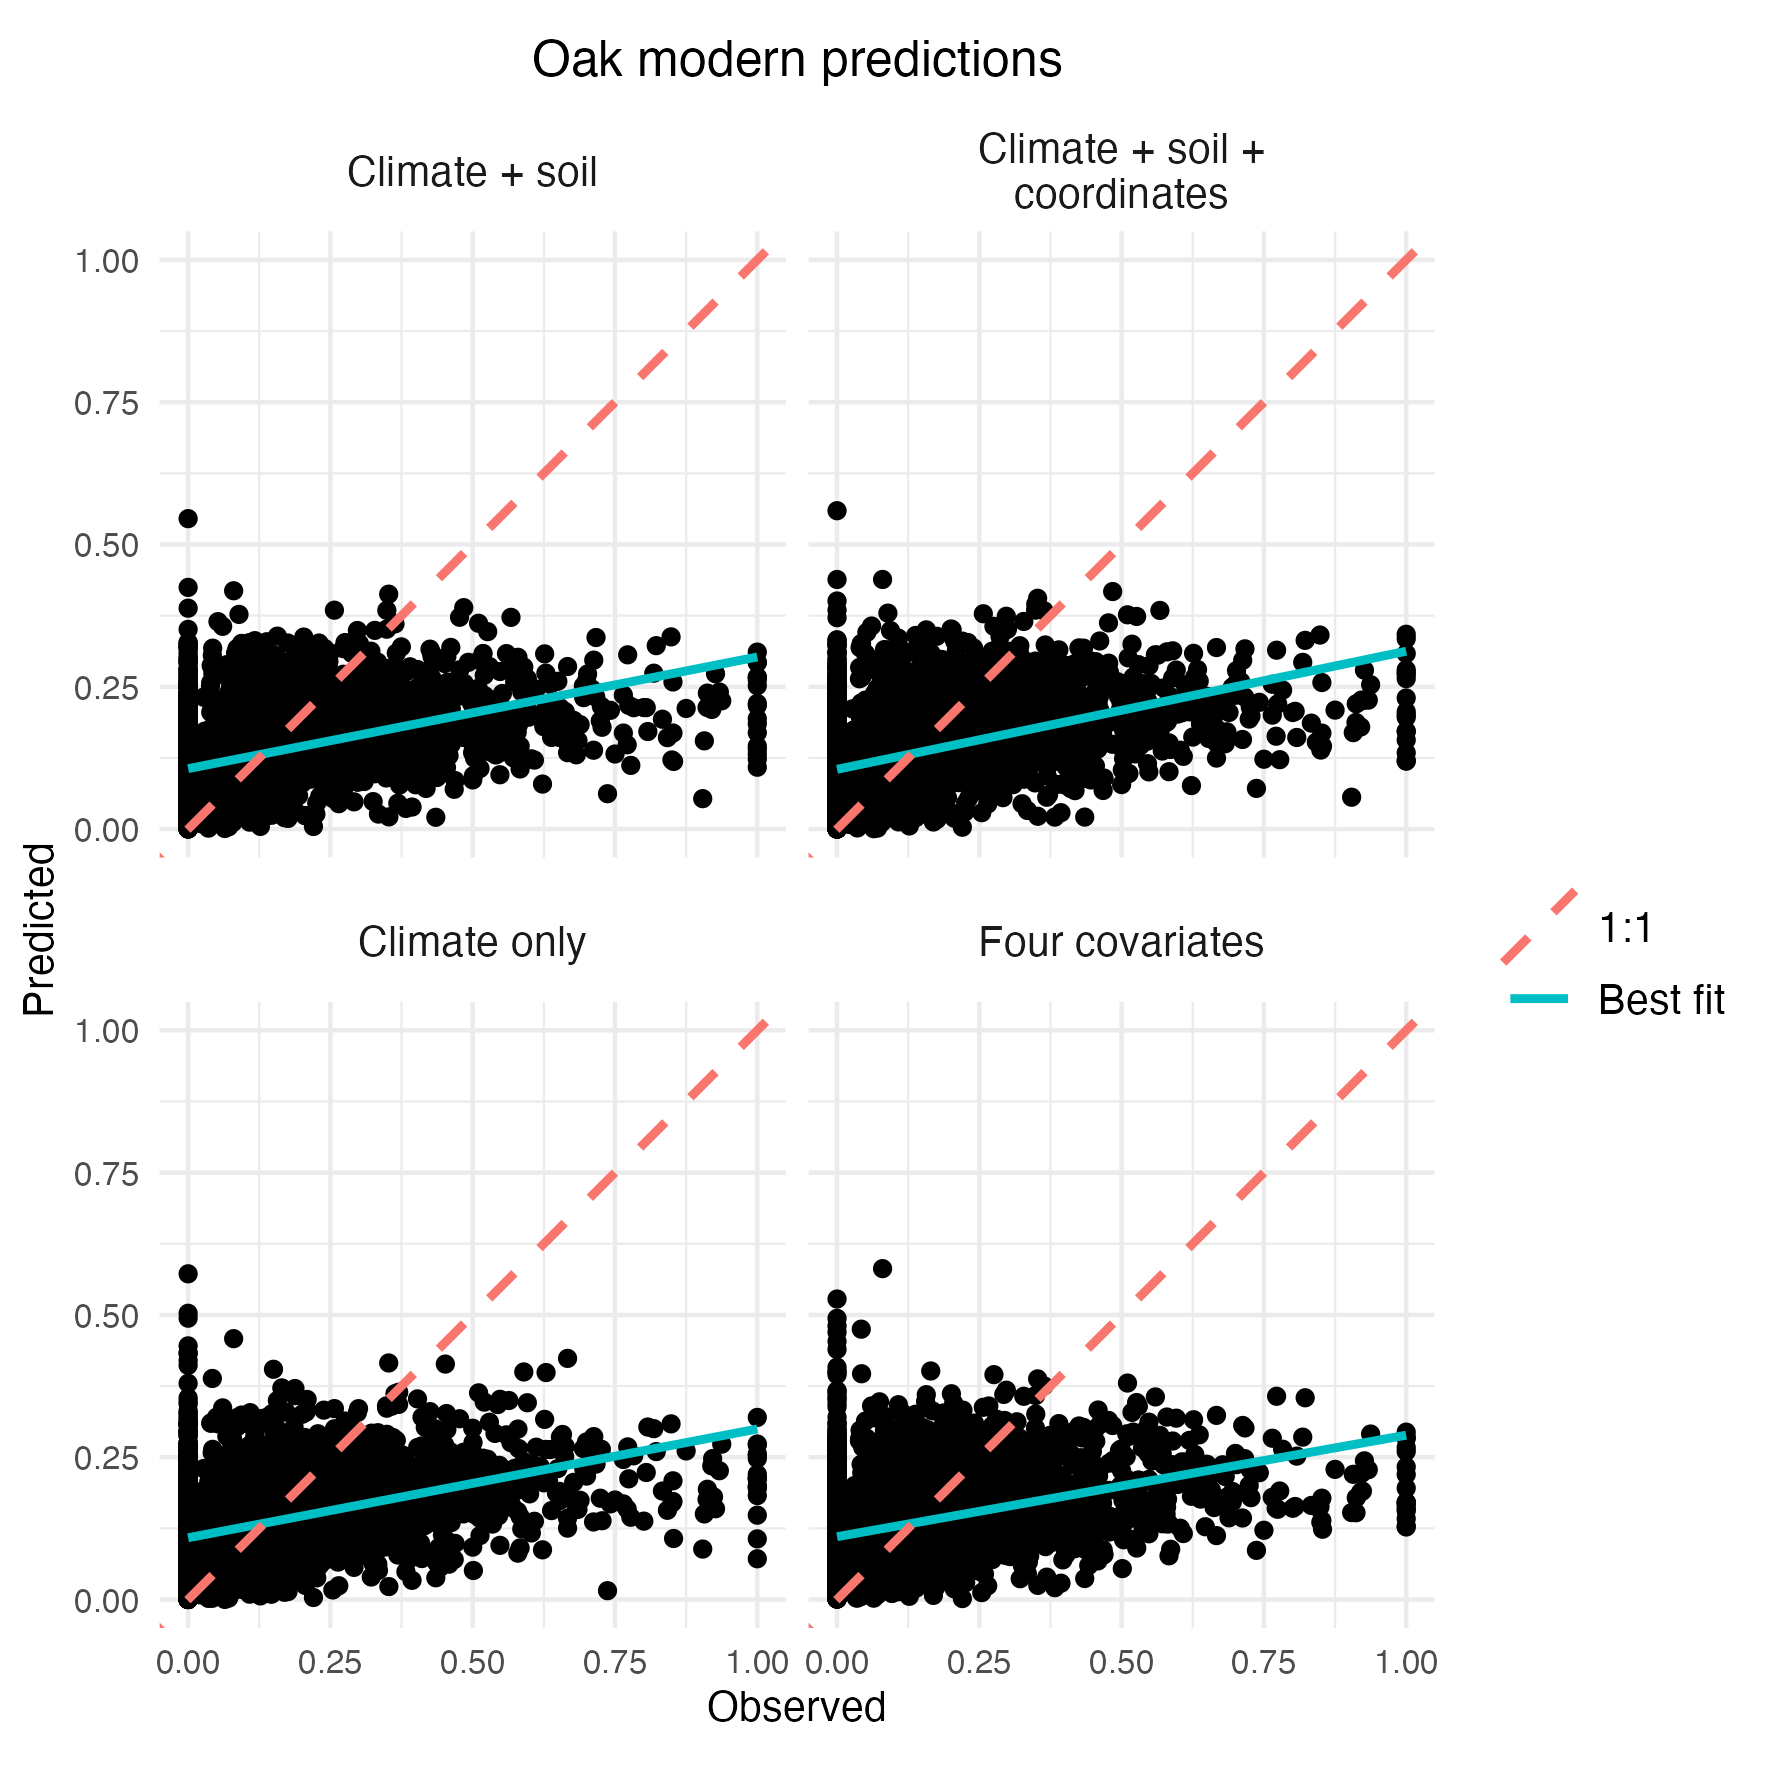 Oak modern predictions
Climate + soil
Climate + soil +
coordinates
1.00
0.75
0.50
0.25
0.00
Climate only
Four covariates
1.00
0.75
0.50
0.25
0.00
0.00 0.25 0.50 0.75 1.00
0.00 0.25 0.50 0.75 1.00
Observed
Predicted
1:1
Best fit